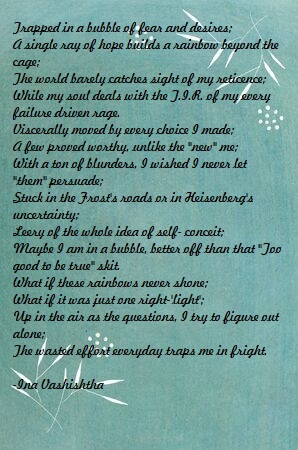 Trapped in a bubble of fear and desires;
A single ray of hope builds a rainbow beyond the
cage;
The world barely catches sight of my reticence;
While my soul deals with the T.I.R. of my every
failure driven rage.
Viscerally moved by every choice I made;
A few proved worthy, unlike the "new" me;
With a ton of blunders, I wished I never let
"them" persuade;
Stuck in the Frost's roads or in Heisenberg's
uncertainty;
Leery of the whole idea of self- conceit;
Maybe I am in a bubble, better off than that "Too
good to be true" skit.
What if these rainbows never shone;
What if it was just one right-'light';
Up in the air as the questions, I try to figure out
alone;
The wasted effort everyday traps me in fright.
-Ina Vashishtha